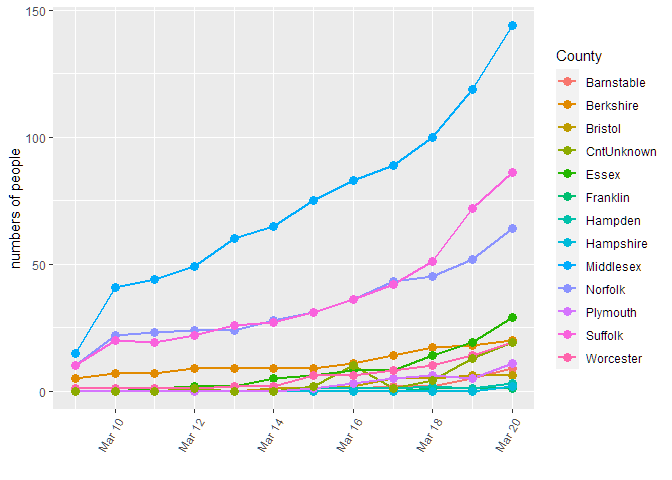 150
100
50
0
numbers of people
Mar 10
Mar 12
Mar 14
Mar 16
Mar 18
Mar 20
County
Barnstable
Berkshire
Bristol
CntUnknown
Essex
Franklin
Hampden
Hampshire
Middlesex
Norfolk
Plymouth
Suffolk
Worcester